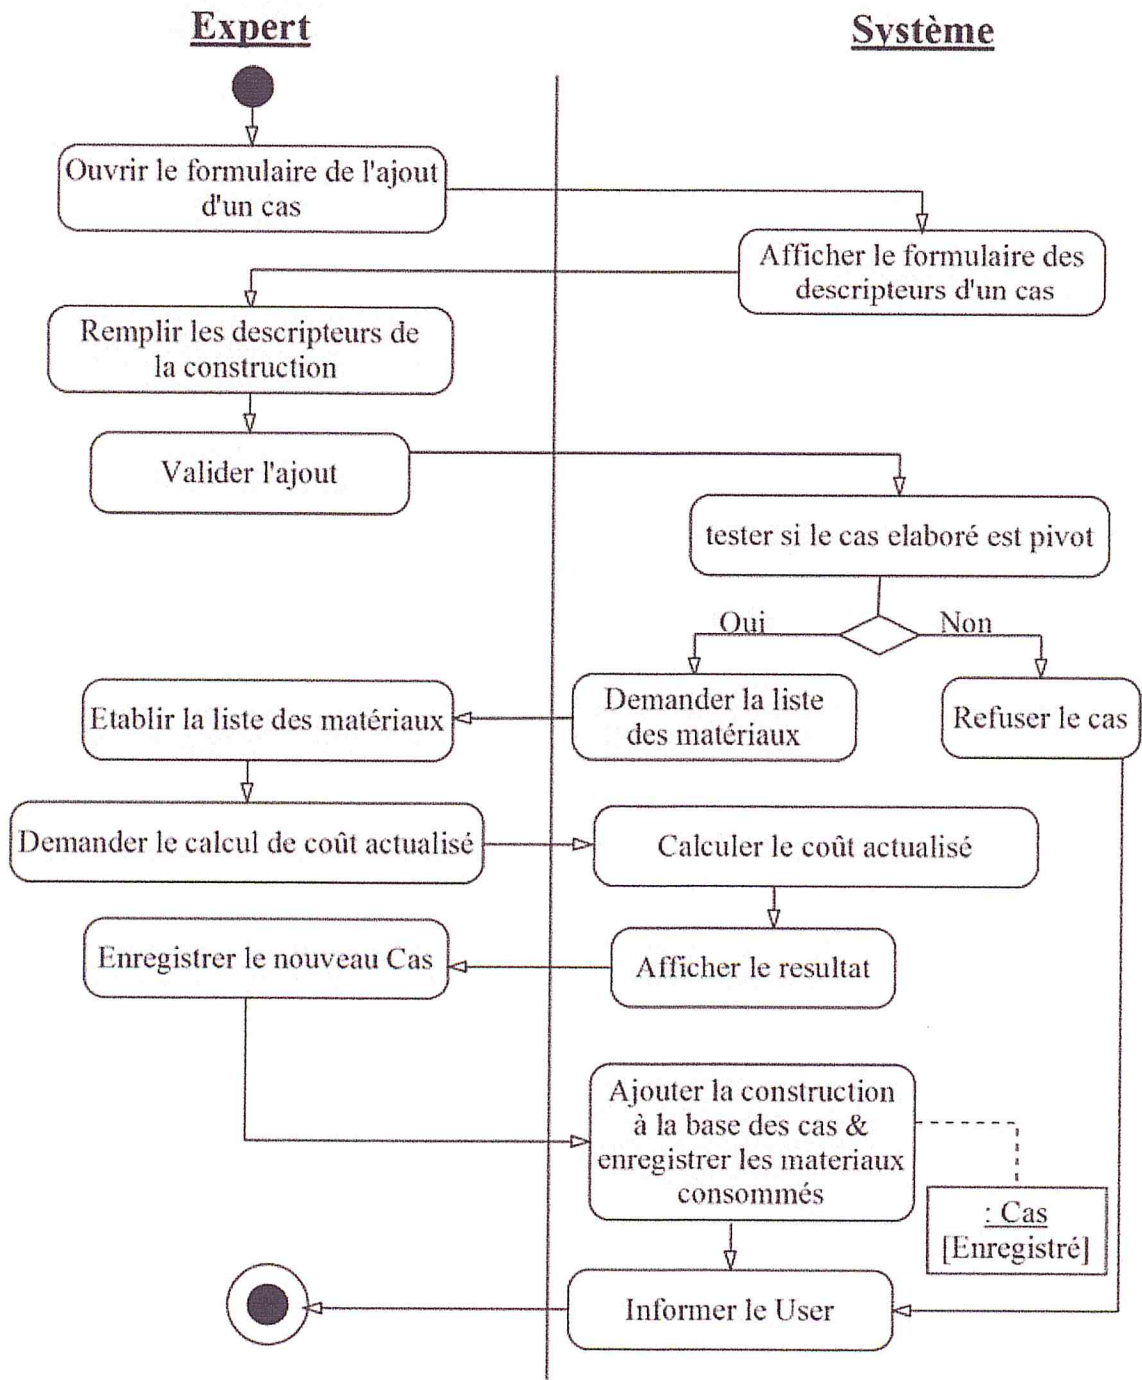 Expert
Système
Ouvrir le formulaire de l'ajout
d'un cas
Afficher le formulaire des
descripteurs d'un cas
Remplir les descripteurs de
la construction
Valider l'ajout
tester si le cas elaboré est pivot
Oui
Non
Demander la liste
des matériaux
Etablir la liste des matériaux
Refuser le cas
Demander le calcul de coût actualisé
Calculer le coût actualisé
Enregistrer le nouveau Cas
Afficher le resultat
Ajouter la construction
à la base des cas &
enregistrer les materiaux
consommés
: Cas
[Enregistré]
Informer le User